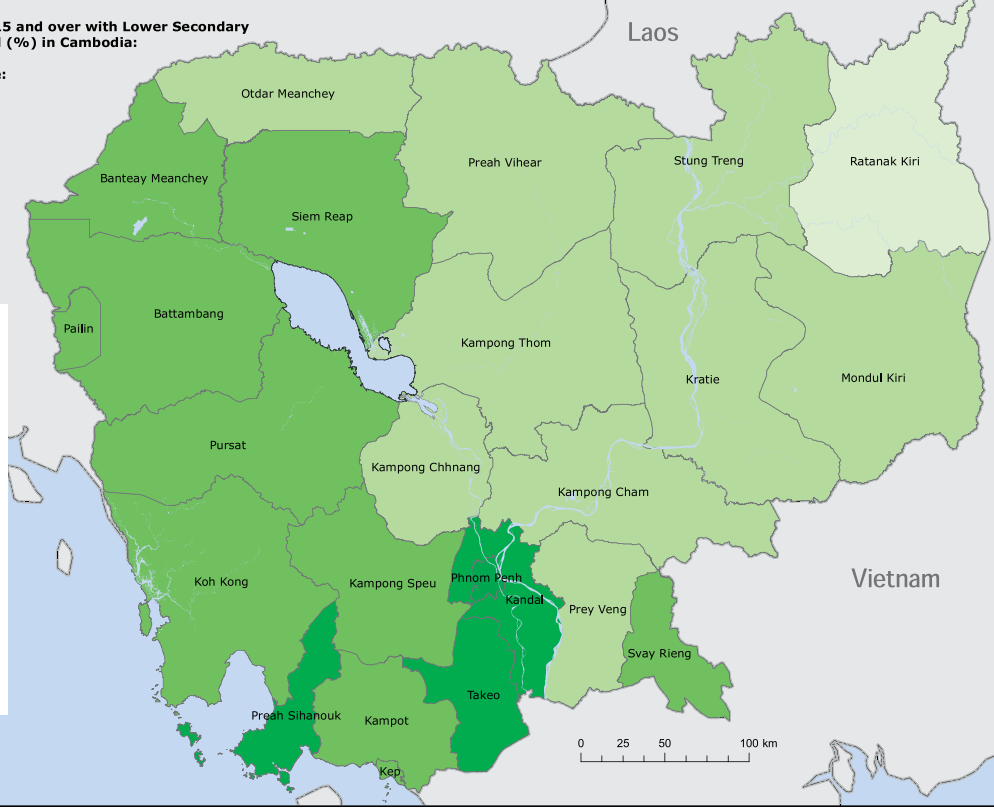 15 and over with Lower Secondary
(%) in Cambodia:
Laos
Otdar Meanchey
Preah Vihear
Stung Treng
Ratanak Kiri
Banteay Meanchey
Siem Reap
Battambang
Pailin
Kampong Thom
Kratie
Mondul Kiri
Pursat
Kampong Chhnang
Kampong Cham
Koh Kong
Kampong Speu
Phnom Penh
Vietnam
Kandal
Prey Veng
Svay Rieng
Takeo
Preah Sihanouk
Kampot
0 25 50 100 km
Kep